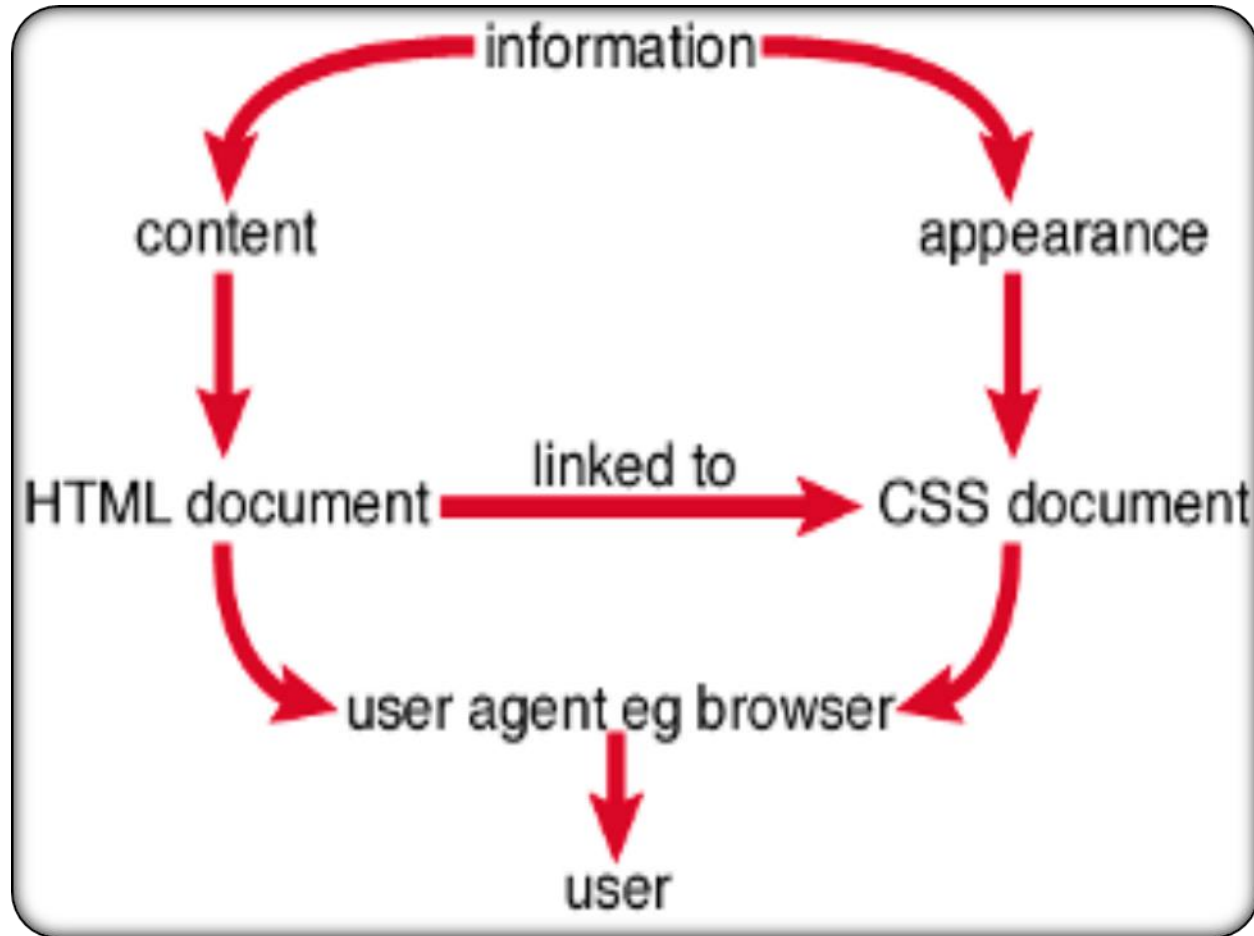 information
content
appearance
linked to
HTML document
CSS document
user agent eg browser
user